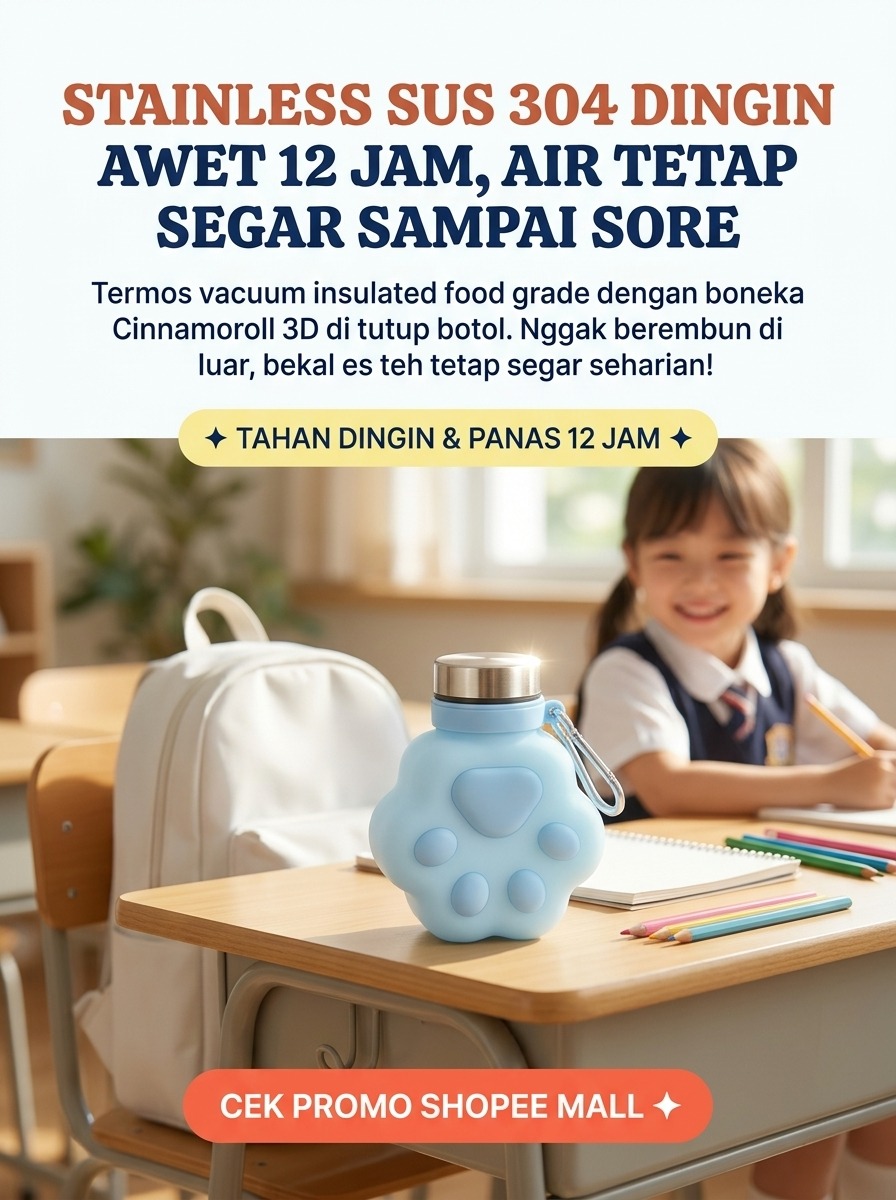 STAINLESS SUS 304 DINGIN
AWET 12 JAM, AIR TETAP
SEGAR SAMPAI SORE
Termos vacuum insulated food grade dengan boneka
Cinnamoroll 3D di tutup botol. Nggak berembun di
luar, bekal es teh tetap segar seharian!
✦ TAHAN DINGIN & PANAS 12 JAM ✦
CEK PROMO SHOPEE MALL ✦